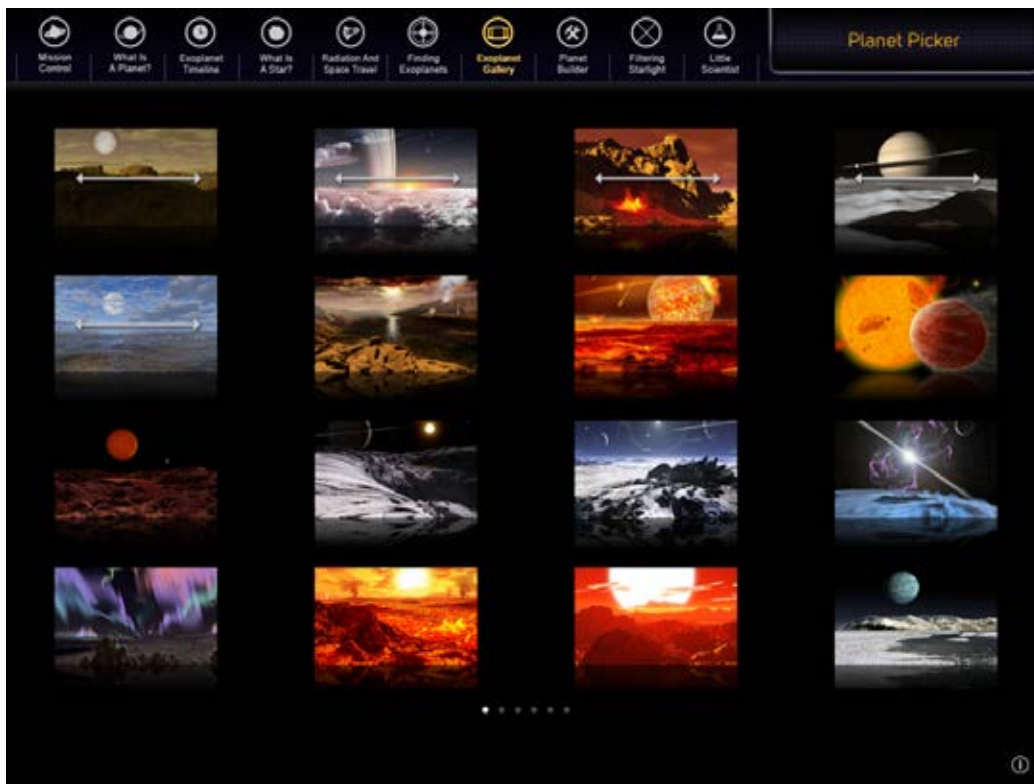 Mission
Control
What Is
A Planet?
Exoplanet
Timeline
What Is
A Star?
Radiation And
Space Travel
Finding
Exoplanets
Exoplanet
Gallery
Planet
Builder
Filtering
Starlight
Little
Scientist
Planet Picker